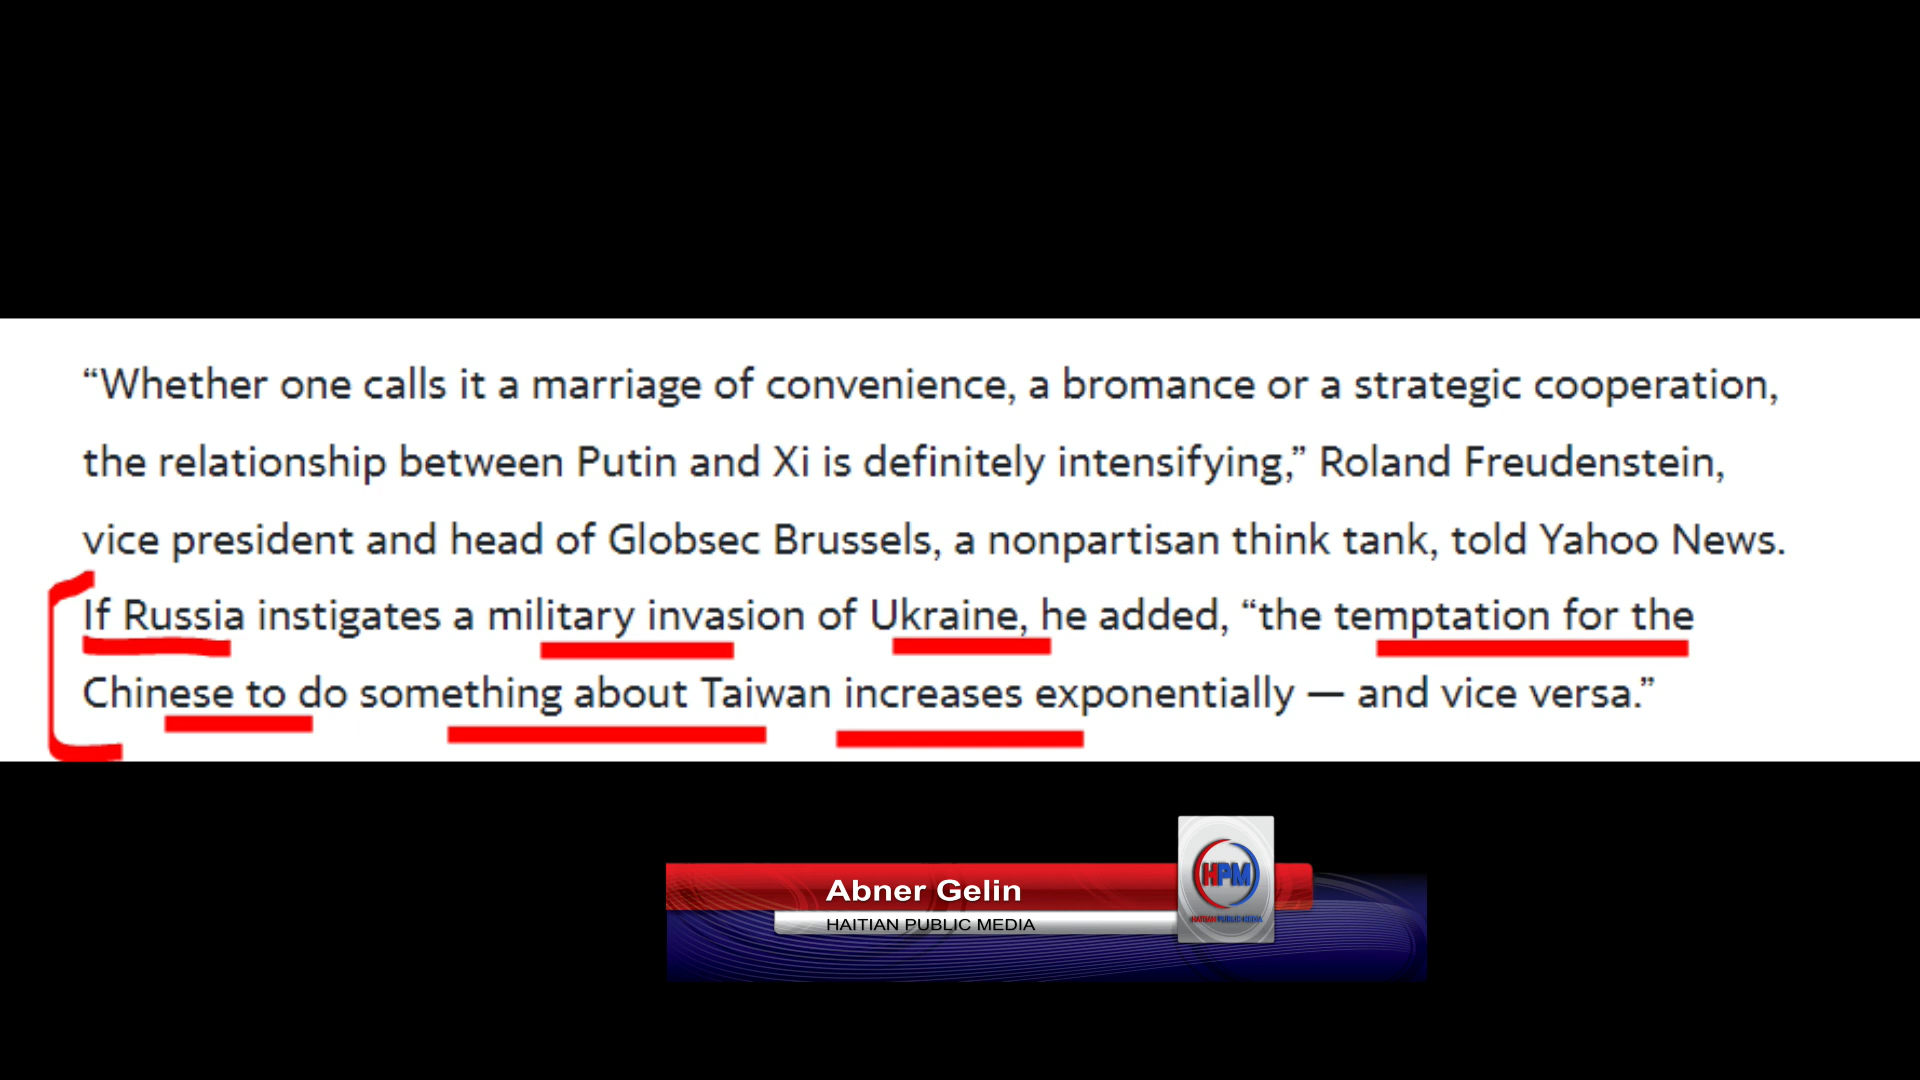 “Whether one calls it a marriage of convenience, a bromance or a strategic cooperation,
the relationship between Putin and Xi is definitely intensifying,” Roland Freudenstein,
vice president and head of Globsec Brussels, a nonpartisan think tank, told Yahoo News.
If Russia instigates a military invasion of Ukraine, he added, “the temptation for the
Chinese to do something about Taiwan increases exponentially — and vice versa.”
Abner Gelin
HAITIAN PUBLIC MEDIA
HPM
HAITIAN PUBLIC MEDIA